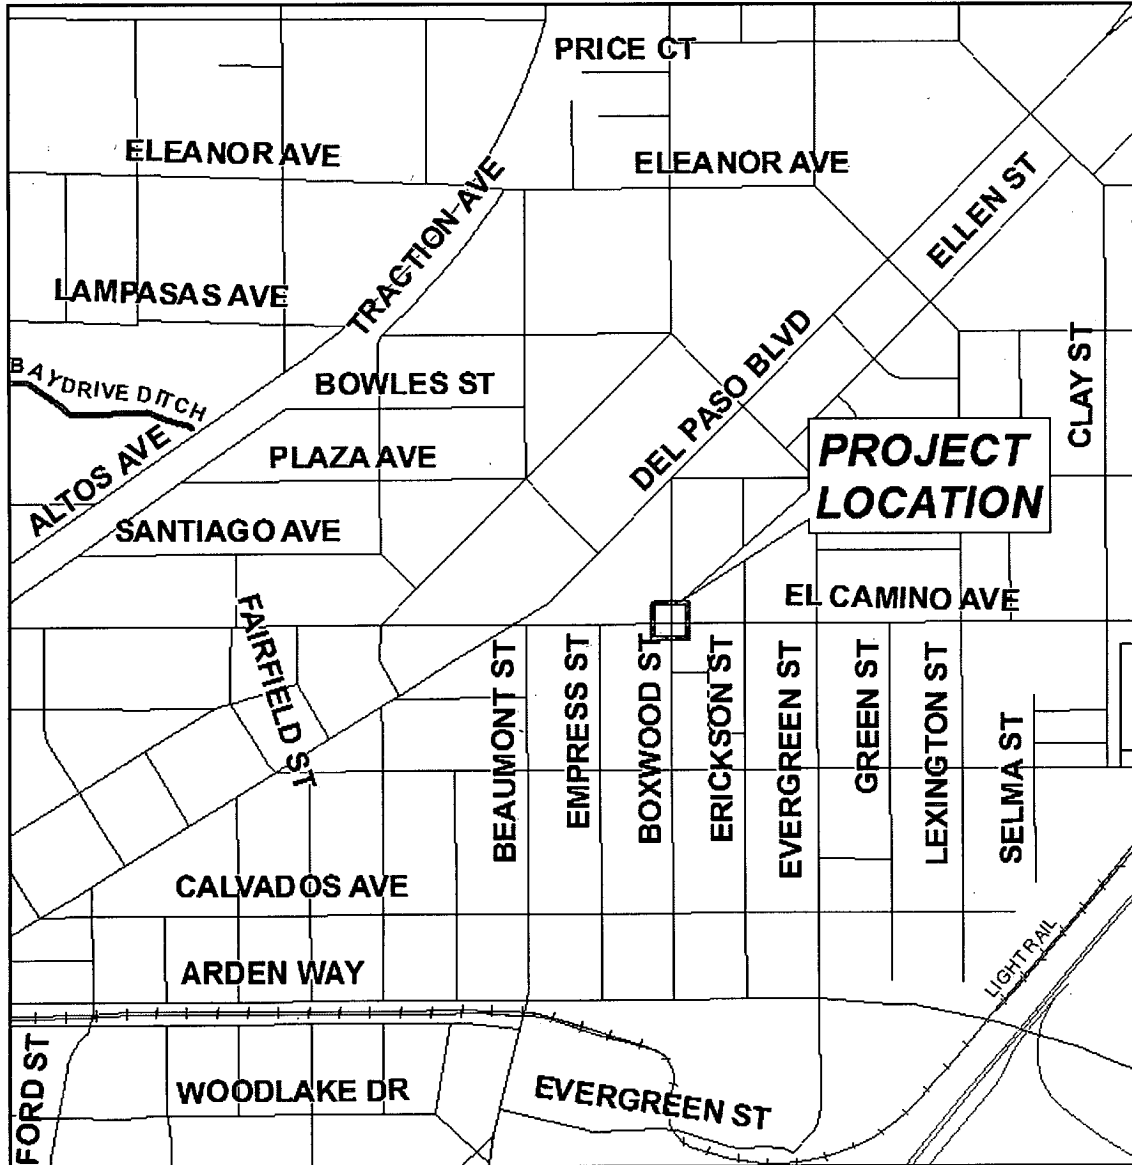 PRICE CT
ELEANOR AVE
ELEANOR AVE
TRACTION AVE
ELLEN ST
LAMPASAS AVE
BAYDRIVE DITCH
BOWLES ST
DEL PASO BLVD
CLAY ST
ALTOS AVE
PLAZA AVE
PROJECT
LOCATION
SANTIAGO AVE
FAIRFIELD ST
EL CAMINO AVE
BEAUMONT ST
EMPRESS ST
BOXWOOD ST
ERICKSON ST
EVERGREEN ST
GREEN ST
LEXINGTON ST
SELMA ST
CALVADOS AVE
LIGHT RAIL
ARDEN WAY
FORD ST
WOODLAKE DR
EVERGREEN ST